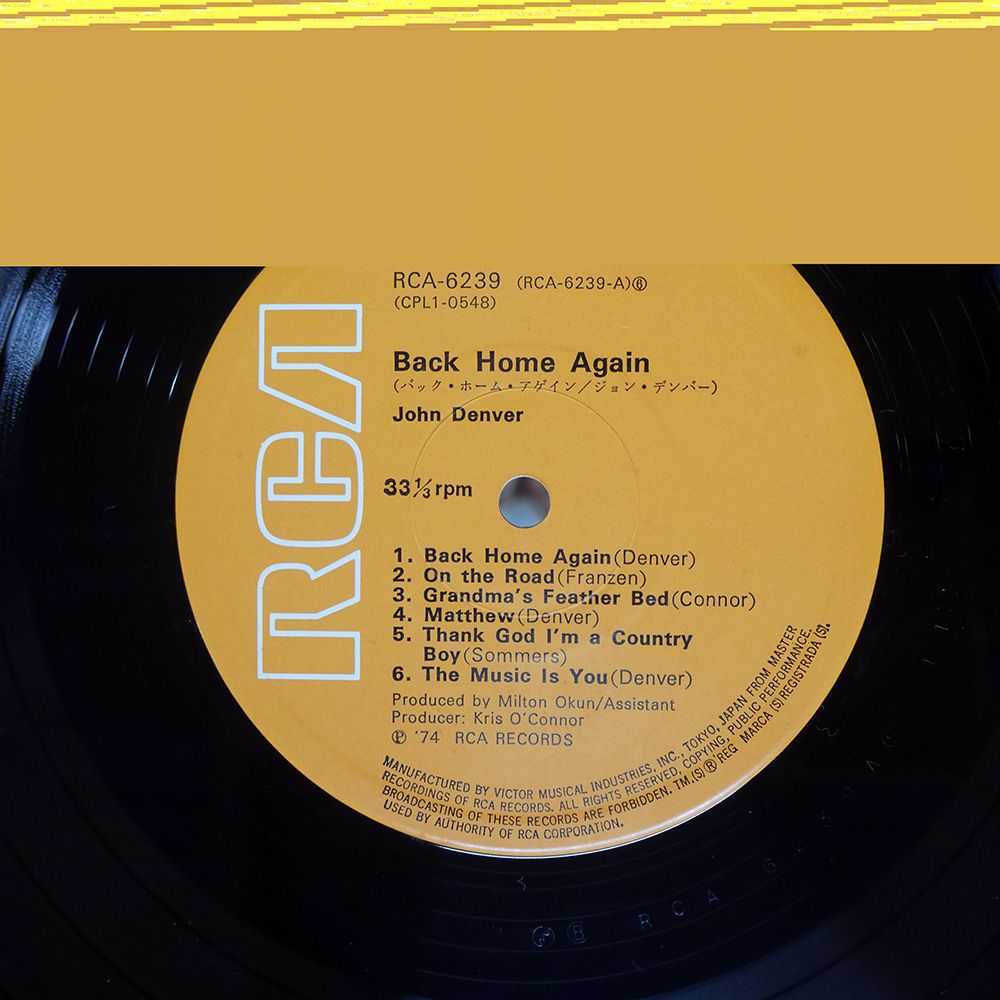 RCA-6239 (RCA-6239-A)⑥
(CPL1-0548)
RCA
Back Home Again
(バック・ホーム・アゲイン/ジョン・デンバー)
John Denver
33⅓ rpm
1. Back Home Again(Denver)
2. On the Road(Franzen)
3. Grandma's Feather Bed(Connor)
4. Matthew(Denver)
5. Thank God I'm a Country
Boy(Sommers)
6. The Music Is You(Denver)
Produced by Milton Okun/Assistant
Producer: Kris O'Connor
Ⓟ '74 RCA RECORDS
MANUFACTURED BY VICTOR MUSICAL INDUSTRIES, INC., TOKYO, JAPAN FROM MASTER
RECORDINGS OF RCA RECORDS. ALL RIGHTS RESERVED, COPYING, PUBLIC PERFORMANCE.
BROADCASTING OF THESE RECORDS ARE FORBIDDEN. TM.(S)® REG MARCA (S) REGISTRADA (S).
USED BY AUTHORITY OF RCA CORPORATION.
RCA 6